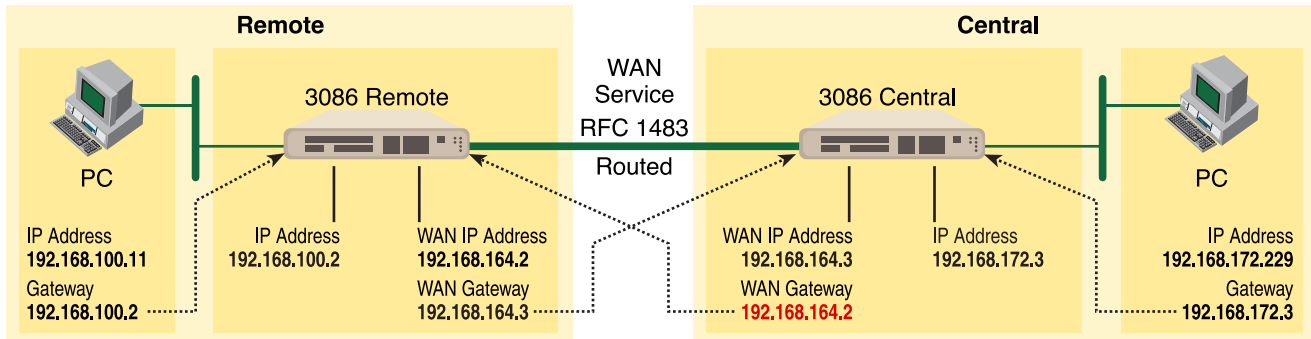 Remote
Central
WAN
Service
RFC 1483
Routed
3086 Remote
3086 Central
PC
PC
IP Address
192.168.100.11
Gateway
192.168.100.2
IP Address
192.168.100.2
WAN IP Address
192.168.164.2
WAN Gateway
192.168.164.3
WAN IP Address
192.168.164.3
WAN Gateway
192.168.164.2
IP Address
192.168.172.3
IP Address
192.168.172.229
Gateway
192.168.172.3